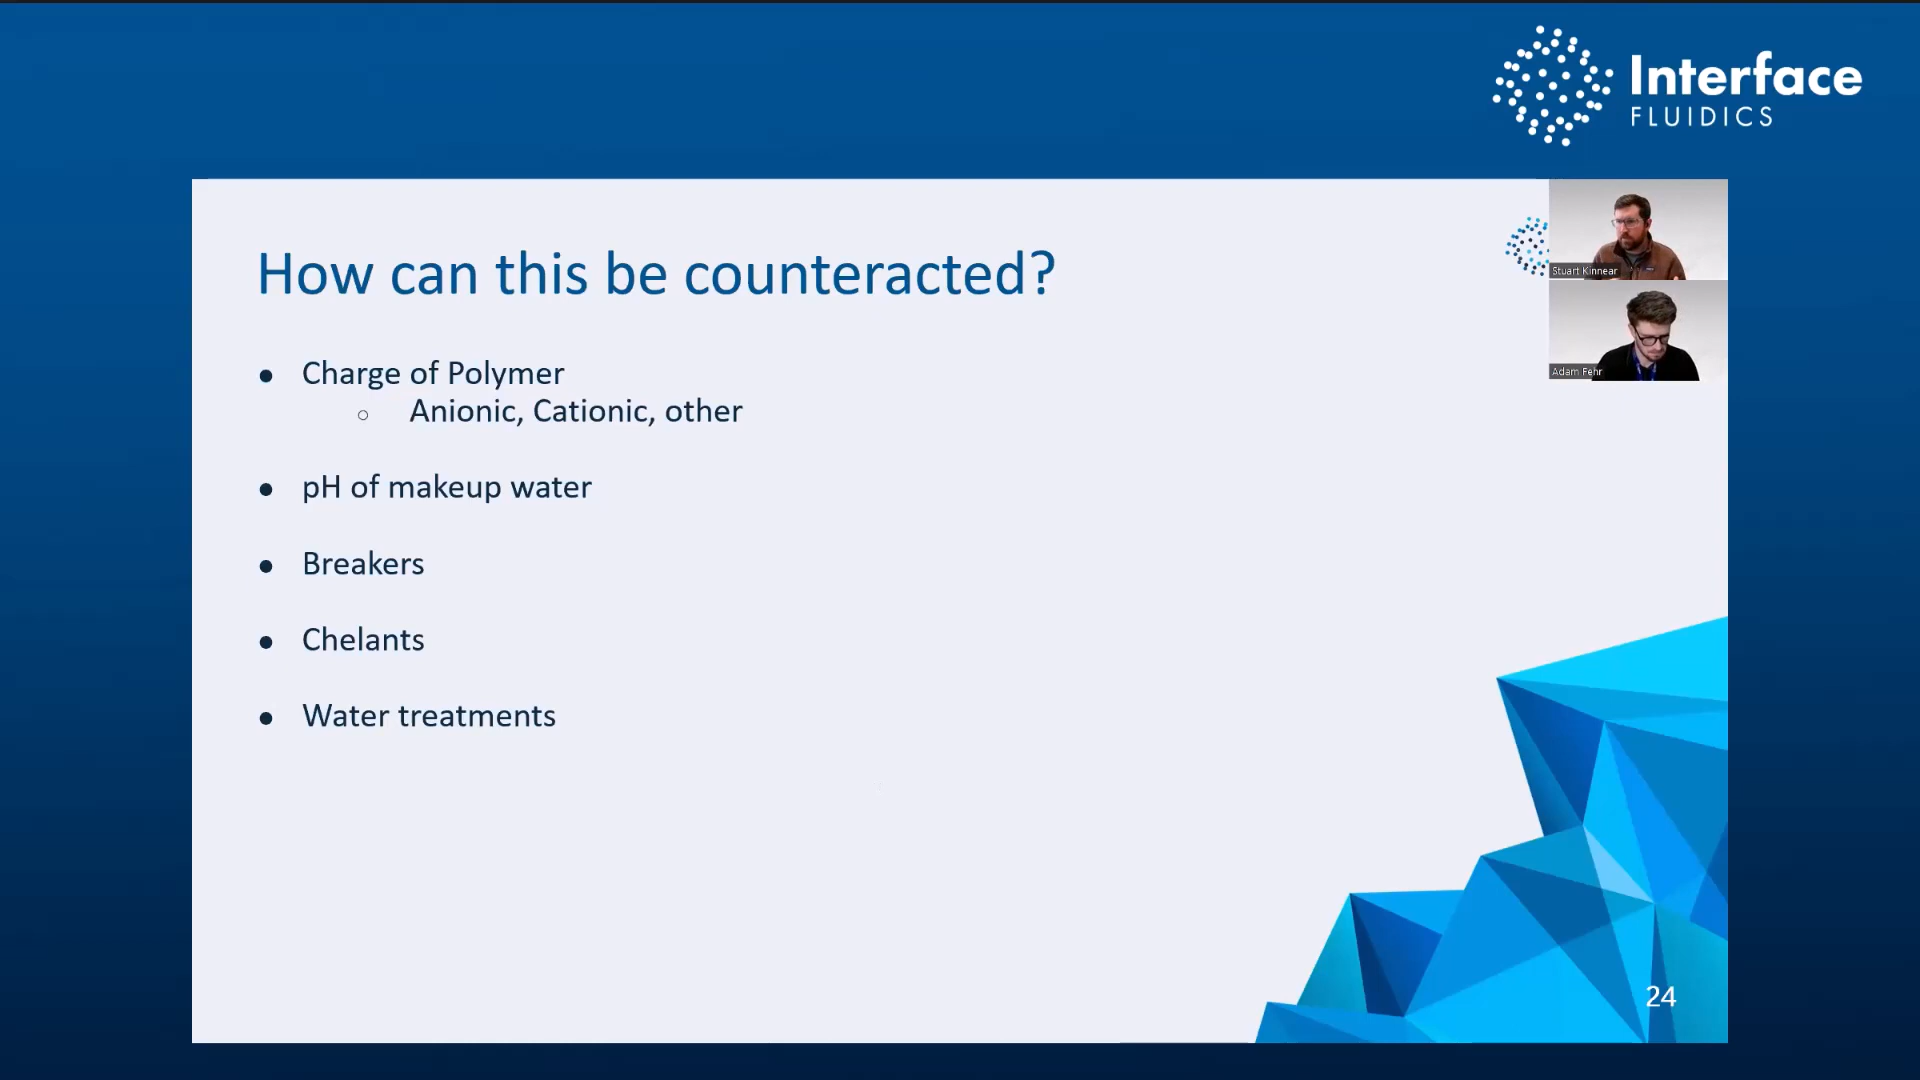 Interface
FLUIDICS
How can this be counteracted?
Stuart Kinnear
Adam Fehr
● Charge of Polymer
○ Anionic, Cationic, other
● pH of makeup water
● Breakers
● Chelants
● Water treatments
24